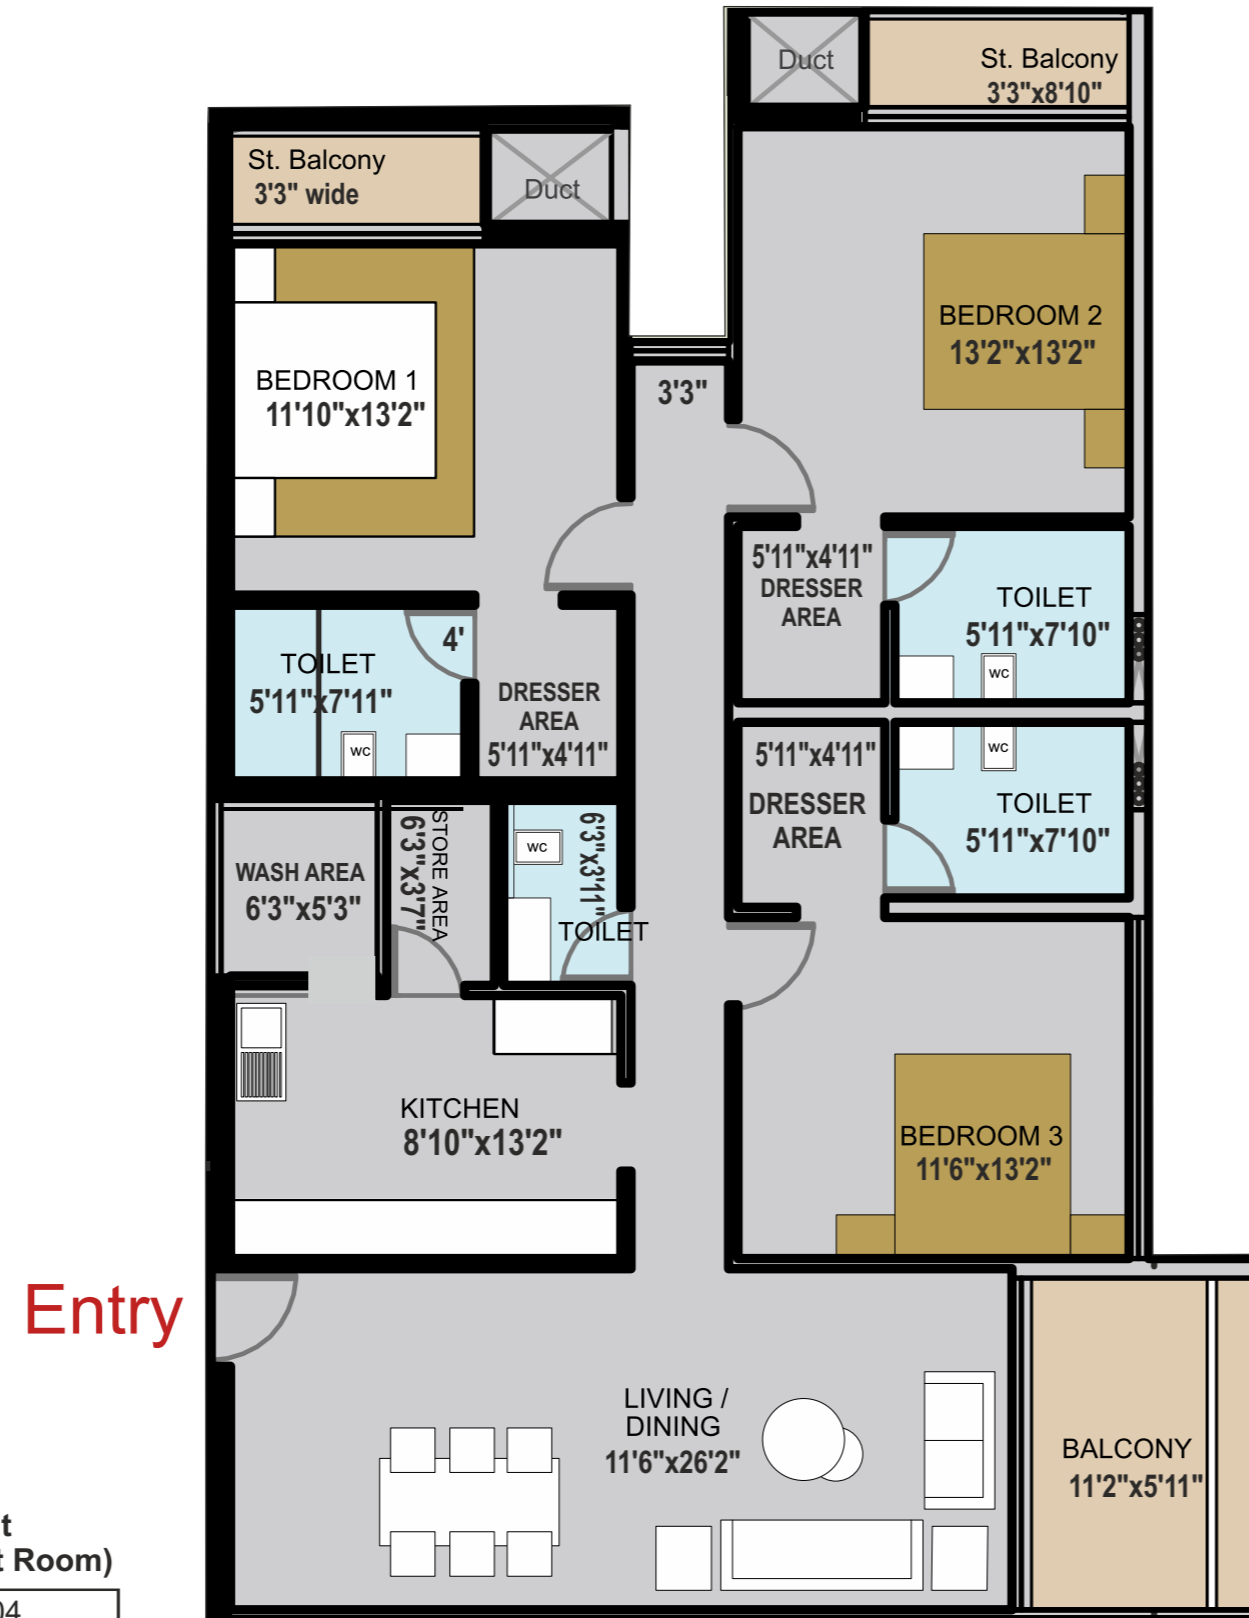 Duct
St. Balcony
3'3"x8'10"
St. Balcony
3'3" wide
Duct
BEDROOM 1
11'10"x13'2"
3'3"
BEDROOM 2
13'2"x13'2"
5'11"x4'11"
DRESSER
AREA
TOILET
5'11"x7'10"
WC
4'
TOILET
5'11"x7'11"
WC
DRESSER
AREA
5'11"x4'11"
5'11"x4'11"
DRESSER
AREA
WC
TOILET
5'11"x7'10"
WASH AREA
6'3"x5'3"
STORE AREA
6'3"x3'7"
WC
6'3"x3'11"
TOILET
KITCHEN
8'10"x13'2"
BEDROOM 3
11'6"x13'2"
Entry
LIVING /
DINING
11'6"x26'2"
BALCONY
11'2"x5'11"
t
t Room)
04